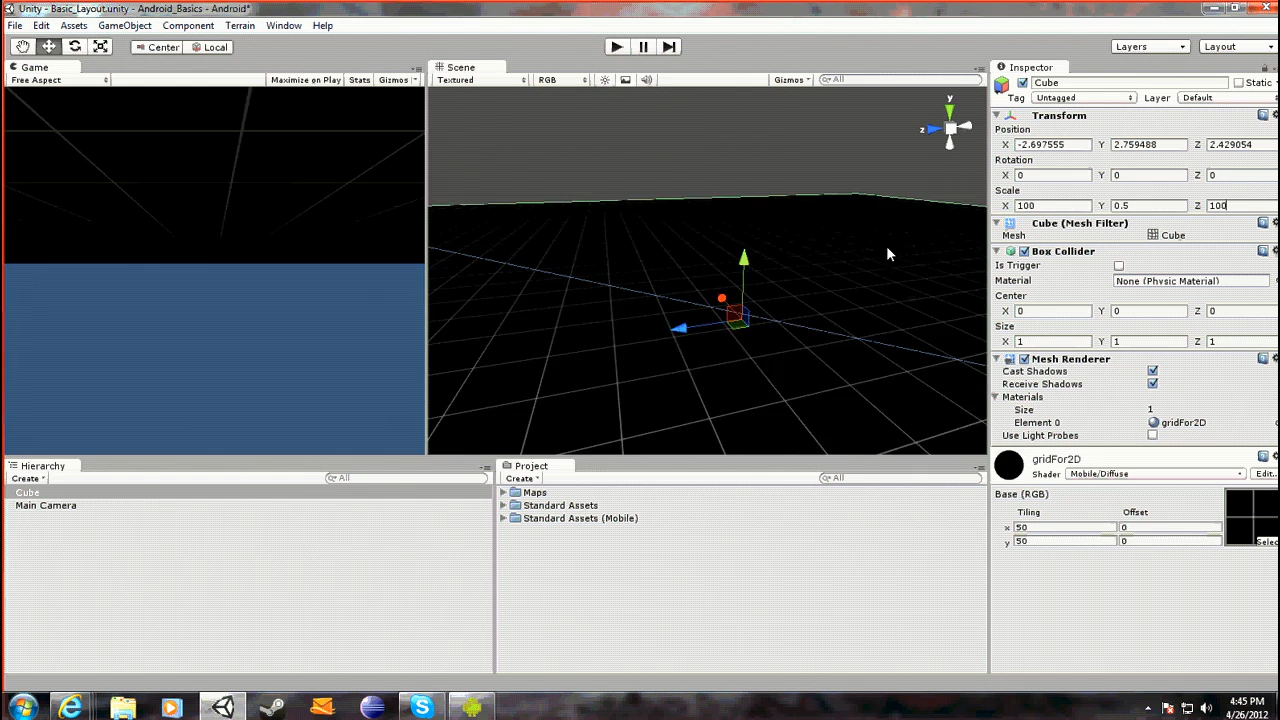 Unity - Basic_Layout.unity - Android_Basics - Android*
File Edit Assets GameObject Component Terrain Window Help
Center Local Layers Layout
Game
Free Aspect Maximize on Play Stats Gizmos
Scene
Textured RGB Gizmos All
y
z
Inspector
Cube Static
Tag Untagged Layer Default
Transform
Position
X -2.697555 Y 2.759488 Z 2.429054
Rotation
X 0 Y 0 Z 0
Scale
X 100 Y 0.5 Z 100
Cube (Mesh Filter)
Mesh Cube
Box Collider
Is Trigger
Material None (Physic Material)
Center
X 0 Y 0 Z 0
Size
X 1 Y 1 Z 1
Mesh Renderer
Cast Shadows
Receive Shadows
Materials
Size 1
Element 0 gridFor2D
Use Light Probes
gridFor2D
Shader Mobile/Diffuse Edit...
Base (RGB)
Tiling Offset
x 50 0
y 50 0
Selec
Hierarchy
Create All
Cube
Main Camera
Project
Create All
Maps
Standard Assets
Standard Assets (Mobile)
4:45 PM
4/26/2012